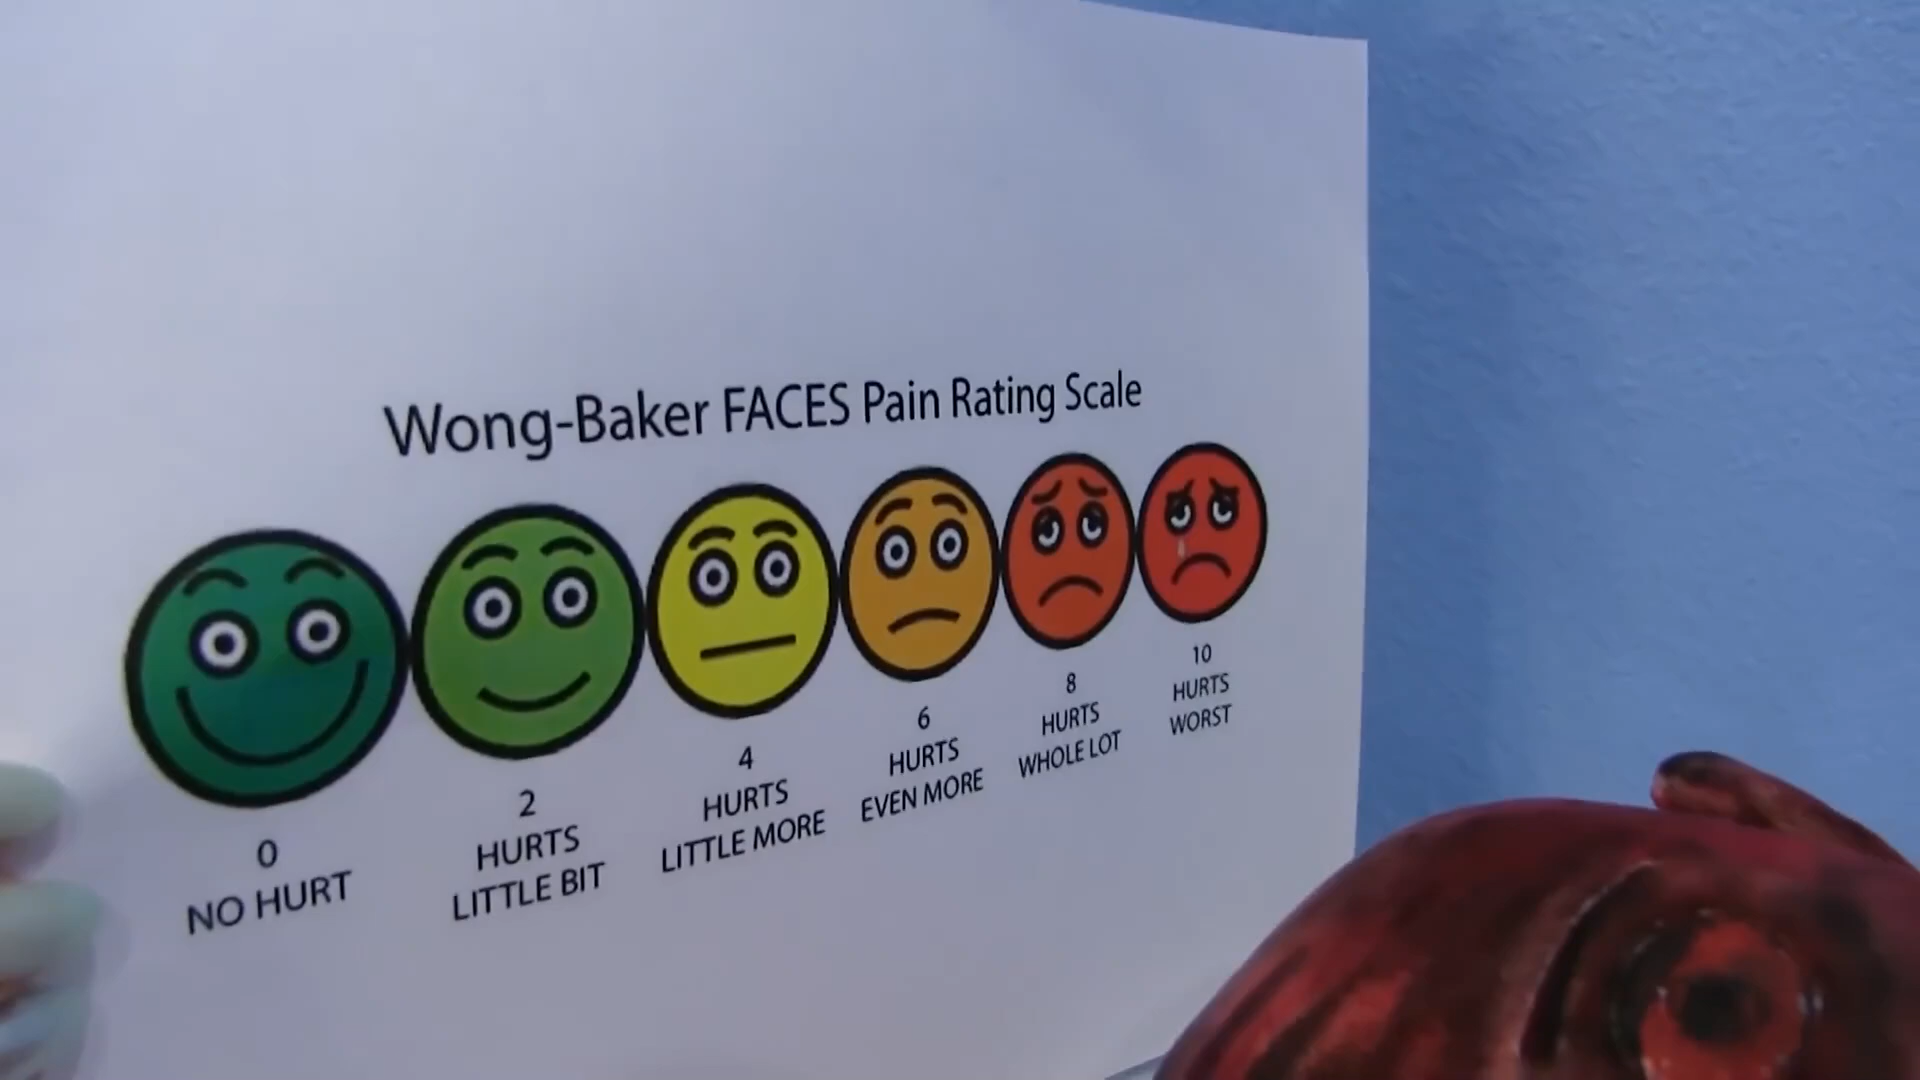 Wong-Baker FACES Pain Rating Scale
0
NO HURT
2
HURTS
LITTLE BIT
4
HURTS
LITTLE MORE
6
HURTS
EVEN MORE
8
HURTS
WHOLE LOT
10
HURTS
WORST